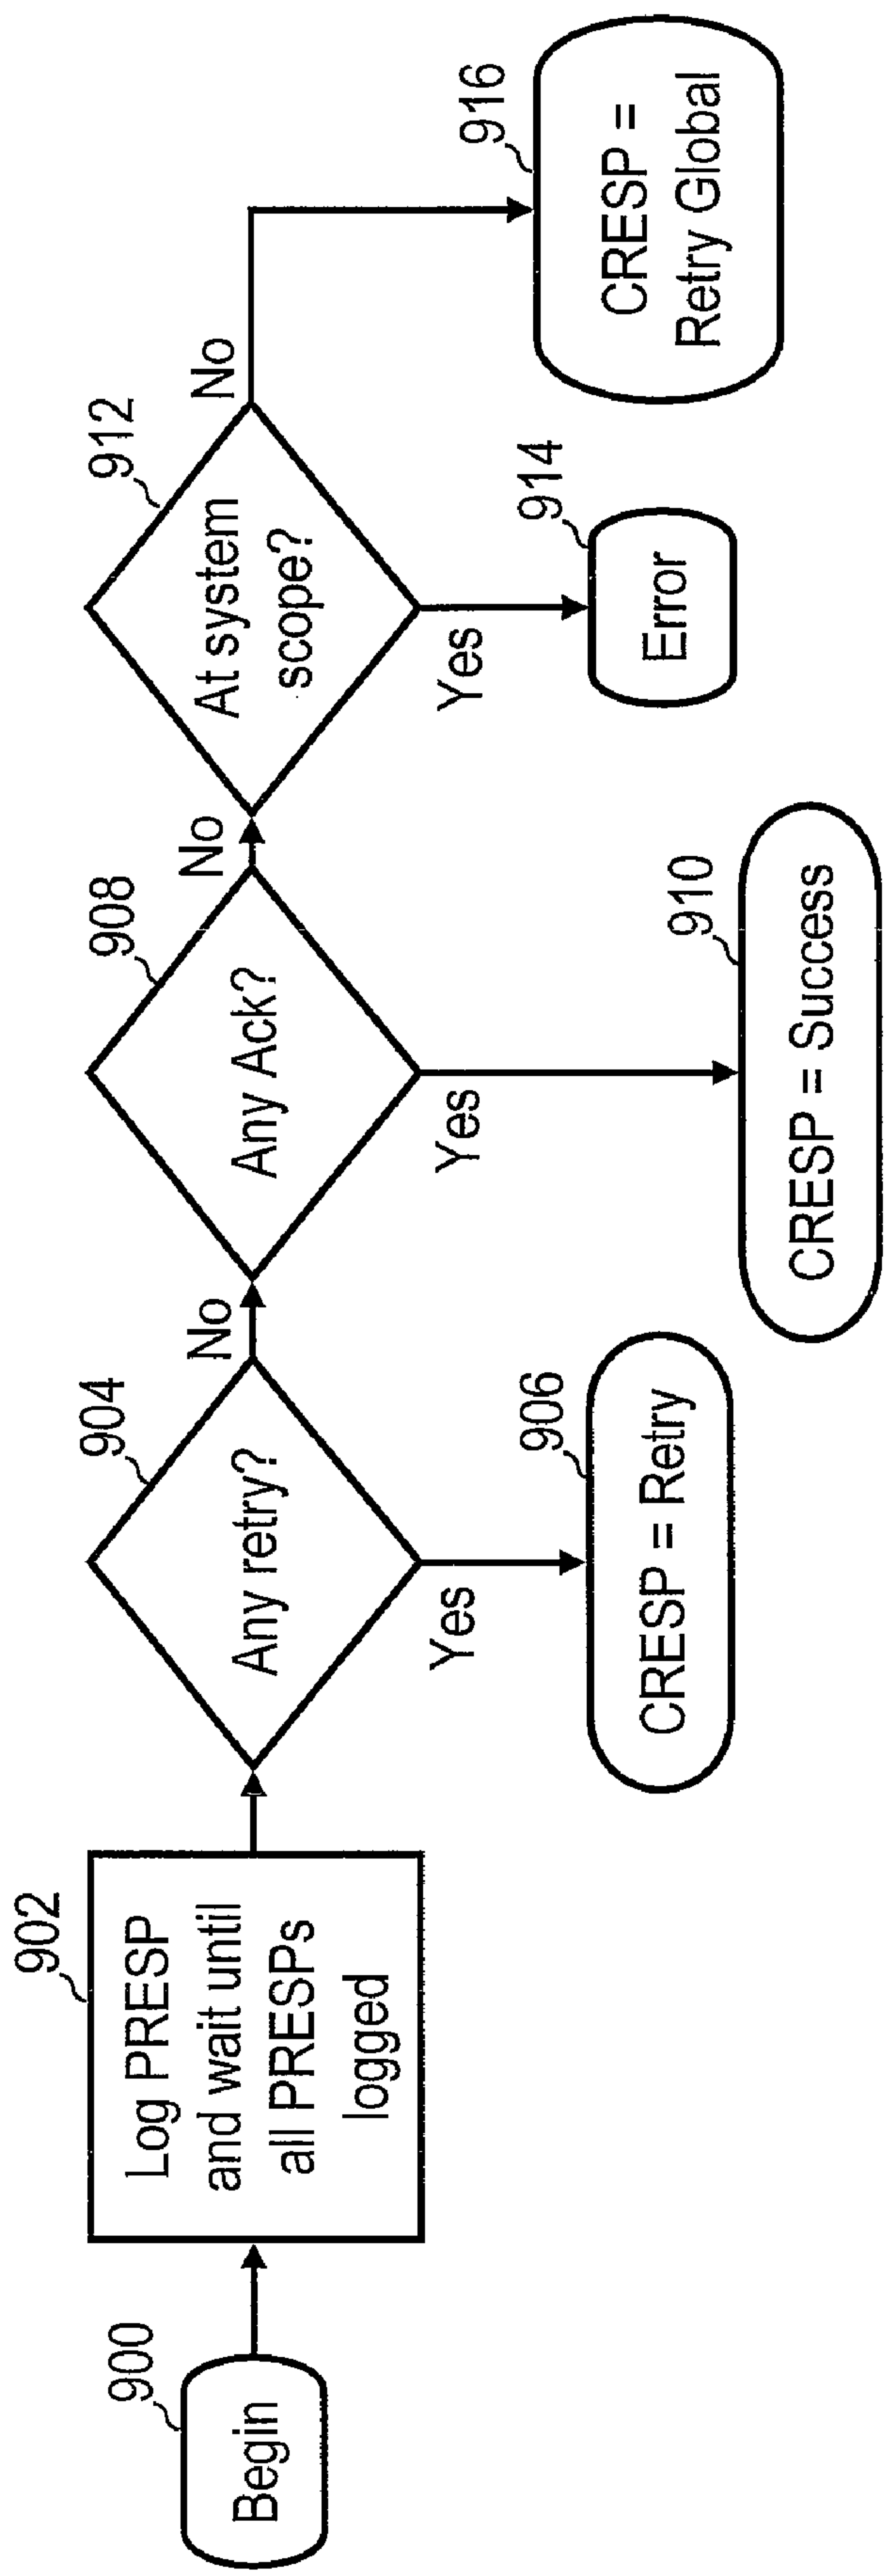 900
Begin
902
Log PRESP
and wait until
all PRESPs
logged
904
Any retry?
No
Yes
906
CRESP = Retry
908
Any Ack?
No
Yes
910
CRESP = Success
912
At system
scope?
No
Yes
914
Error
916
CRESP =
Retry Global